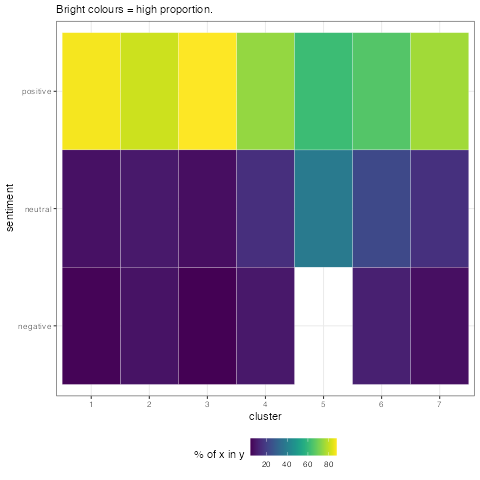 Bright colours = high proportion.
positive
neutral
negative
sentiment
1 2 3 4 5 6 7
cluster
% of x in y
20 40 60 80